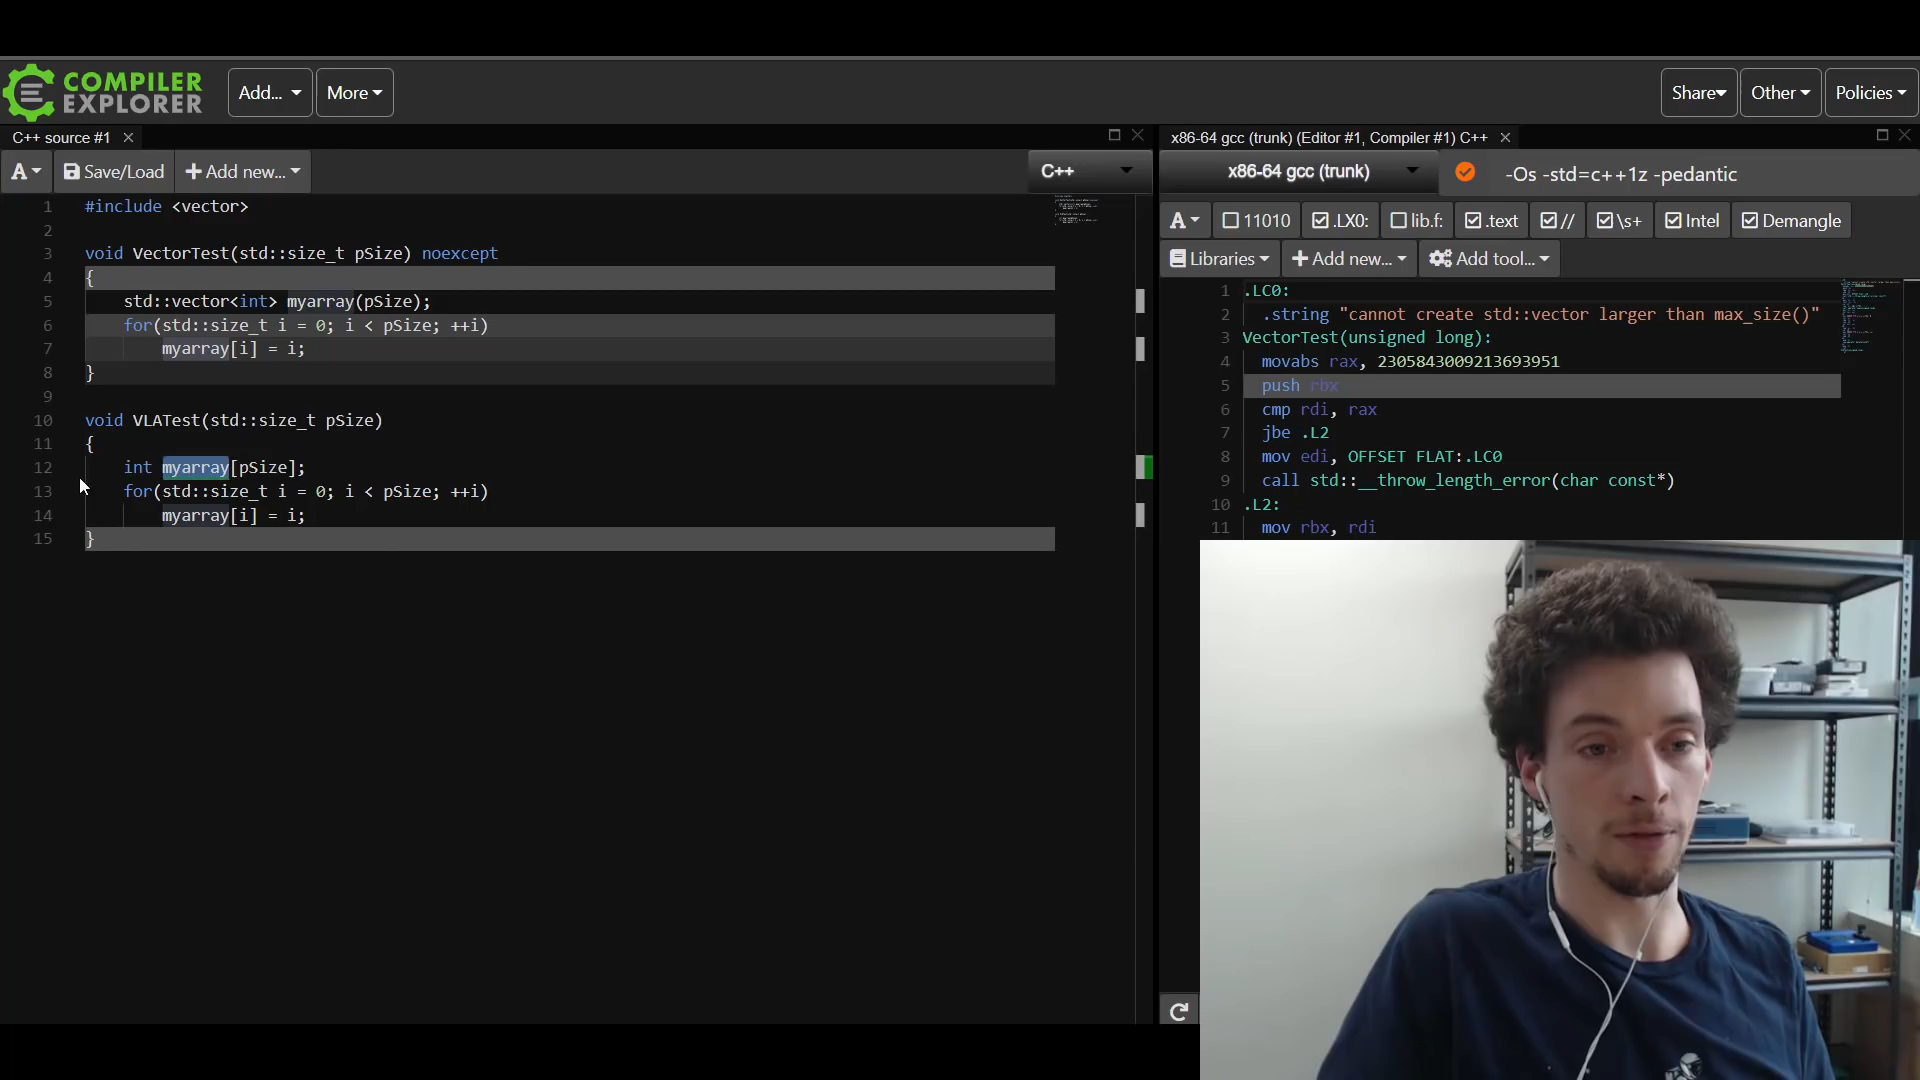 COMPILER
EXPLORER
Add...
More
Share
Other
Policies
C++ source #1
A
Save/Load
Add new...
C++
1 #include <vector>
2
3 void VectorTest(std::size_t pSize) noexcept
4 {
5 std::vector<int> myarray(pSize);
6 for(std::size_t i = 0; i < pSize; ++i)
7 myarray[i] = i;
8 }
9
10 void VLATest(std::size_t pSize)
11 {
12 int myarray[pSize];
13 for(std::size_t i = 0; i < pSize; ++i)
14 myarray[i] = i;
15 }
x86-64 gcc (trunk) (Editor #1, Compiler #1) C++
x86-64 gcc (trunk)
-Os -std=c++1z -pedantic
A
11010
.LX0:
lib.f:
.text
//
\s+
Intel
Demangle
Libraries
Add new...
Add tool...
1 .LC0:
2 .string "cannot create std::vector larger than max_size()"
3 VectorTest(unsigned long):
4 movabs rax, 2305843009213693951
5 push rbx
6 cmp rdi, rax
7 jbe .L2
8 mov edi, OFFSET FLAT:.LC0
9 call std::__throw_length_error(char const*)
10 .L2:
11 mov rbx, rdi